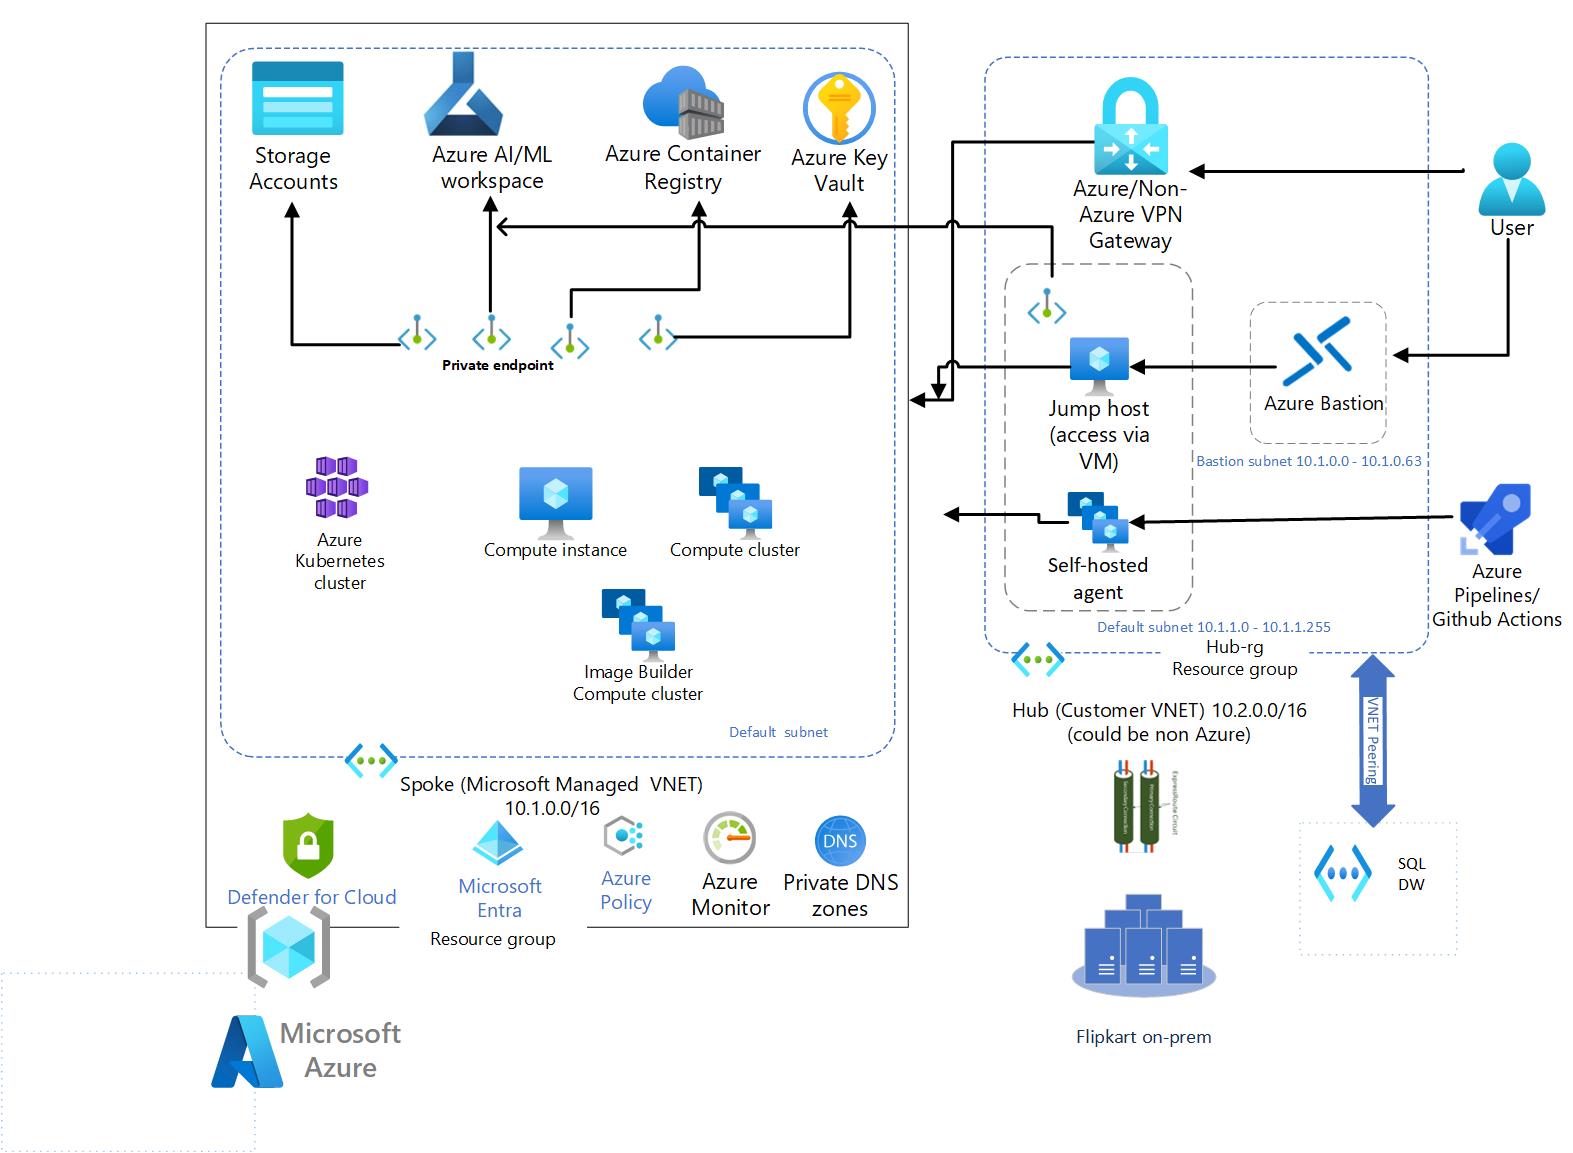 Storage
Accounts
Azure AI/ML
workspace
Azure Container
Registry
Azure Key
Vault
Private endpoint
Azure
Kubernetes
cluster
Compute instance
Compute cluster
Image Builder
Compute cluster
Default subnet
Spoke (Microsoft Managed VNET)
10.1.0.0/16
Defender for Cloud
Microsoft
Entra
Azure
Policy
Azure
Monitor
DNS
Private DNS
zones
Resource group
Microsoft
Azure
Azure/Non-
Azure VPN
Gateway
User
Jump host
(access via
VM)
Azure Bastion
Bastion subnet 10.1.0.0 - 10.1.0.63
Self-hosted
agent
Azure
Pipelines/
Github Actions
Default subnet 10.1.1.0 - 10.1.1.255
Hub-rg
Resource group
Hub (Customer VNET) 10.2.0.0/16
(could be non Azure)
VNET Peering
Secondary Connection
Primary Connection
ExpressRoute Circuit
SQL
DW
Flipkart on-prem